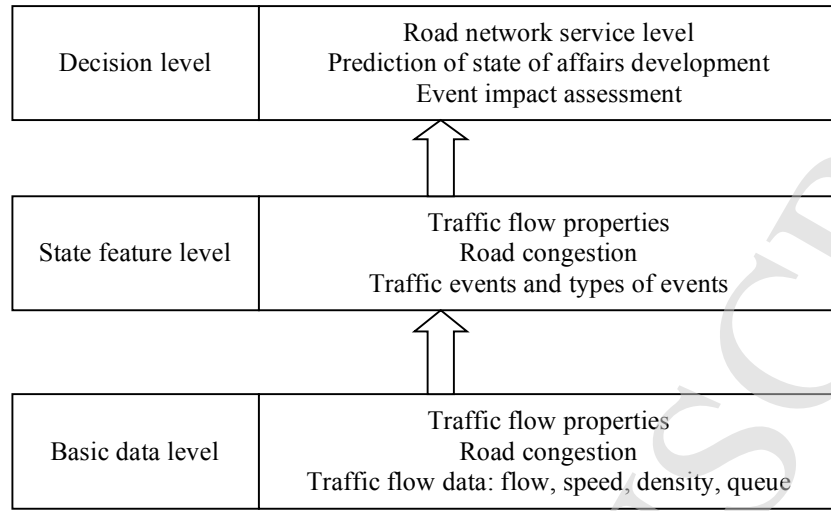 Decision level
Road network service level
Prediction of state of affairs development
Event impact assessment
State feature level
Traffic flow properties
Road congestion
Traffic events and types of events
Basic data level
Traffic flow properties
Road congestion
Traffic flow data: flow, speed, density, queue